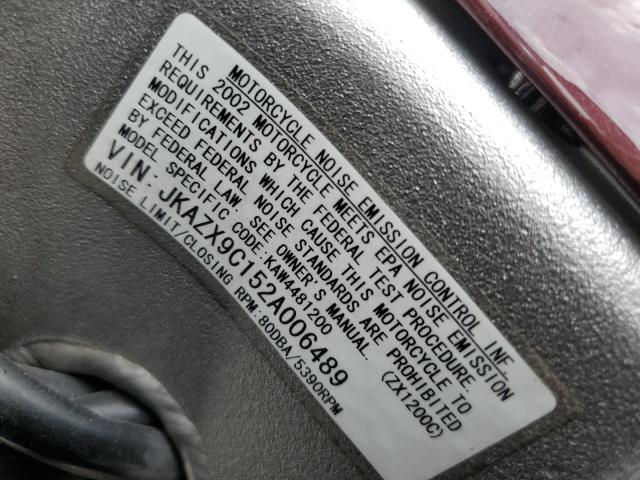 MOTORCYCLE NOISE EMISSION CONTROL INF.
THIS 2002 MOTORCYCLE MEETS EPA NOISE EMISSION
REQUIREMENTS BY THE FEDERAL TEST PROCEDURE.
MODIFICATIONS WHICH CAUSE THIS MOTORCYCLE TO
EXCEED FEDERAL NOISE STANDARDS ARE PROHIBITED
BY FEDERAL LAW. SEE OWNER'S MANUAL. (ZX1200C)
MODEL SPECIFIC CODE:KAW4481200
VIN: JKAZX9C152A006489
NOISE LIMIT/CLOSING RPM:80DBA/5390RPM